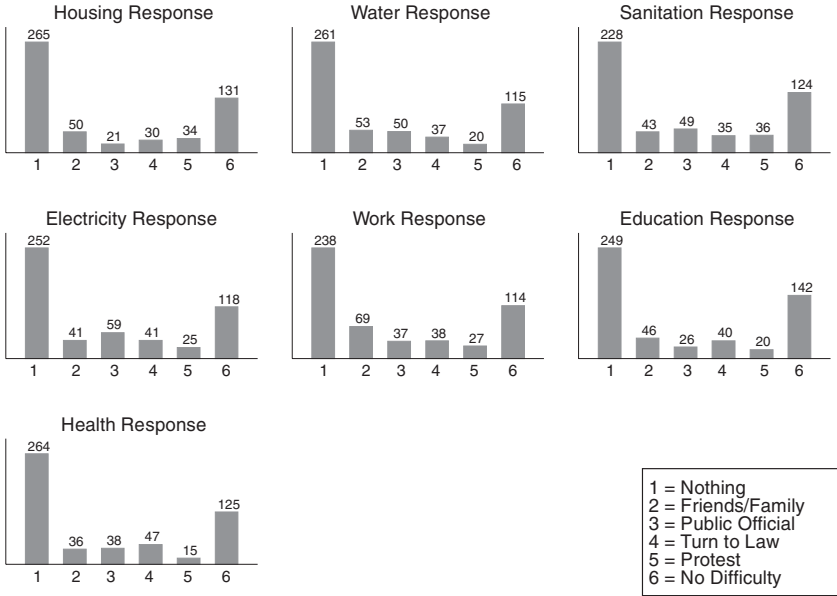 Housing Response
265
50
21
30
34
131
1 2 3 4 5 6
Water Response
261
53
50
37
20
115
1 2 3 4 5 6
Sanitation Response
228
43
49
35
36
124
1 2 3 4 5 6
Electricity Response
252
41
59
41
25
118
1 2 3 4 5 6
Work Response
238
69
37
38
27
114
1 2 3 4 5 6
Education Response
249
46
26
40
20
142
1 2 3 4 5 6
Health Response
264
36
38
47
15
125
1 2 3 4 5 6
1 = Nothing
2 = Friends/Family
3 = Public Official
4 = Turn to Law
5 = Protest
6 = No Difficulty